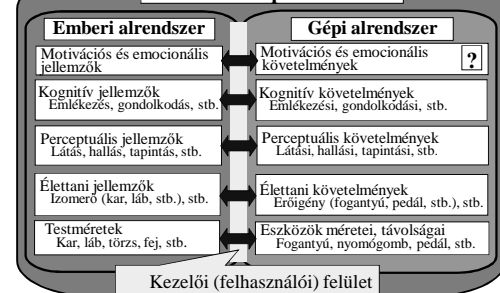 Emberi alrendszer
Gépi alrendszer
Motivációs és emocionális
jellemzők
Motivációs és emocionális
követelmények
?
Kognitív jellemzők
Emlékezés, gondolkodás, stb.
Kognitív követelmények
Emlékezési, gondolkodási, stb.
Perceptuális jellemzők
Látás, hallás, tapintás, stb.
Perceptuális követelmények
Látási, hallási, tapintási, stb.
Élettani jellemzők
Izomerő (kar, láb, stb.), stb.
Élettani követelmények
Erőigény (fogantyú, pedál, stb.), stb.
Testméretek
Kar, láb, törzs, fej, stb.
Eszközök méretei, távolságai
Fogantyú, nyomógomb, pedál, stb.
Kezelői (felhasználói) felület